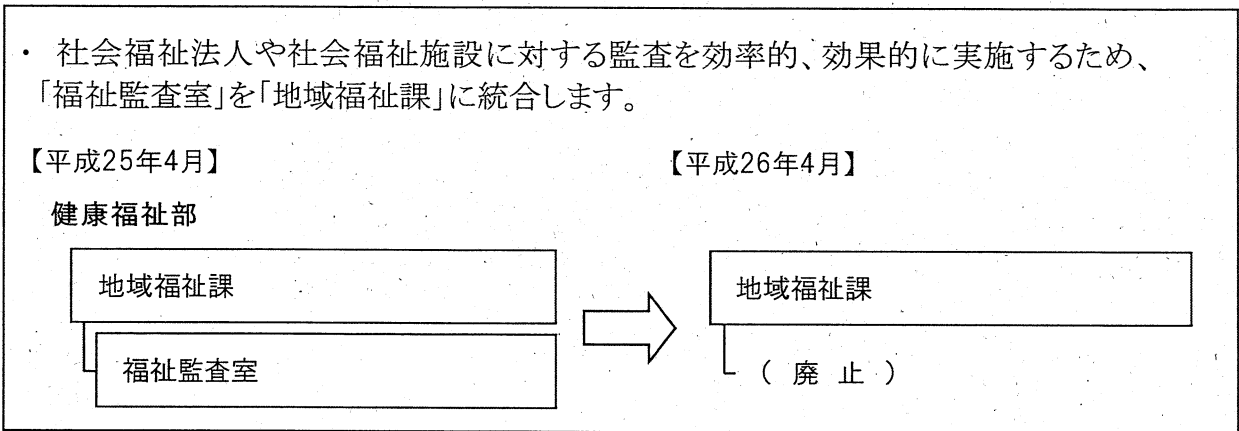 ・ 社会福祉法人や社会福祉施設に対する監査を効率的、効果的に実施するため、
「福祉監査室」を「地域福祉課」に統合します。
【平成25年4月】
【平成26年4月】
健康福祉部
地域福祉課
地域福祉課
福祉監査室
（ 廃 止 ）